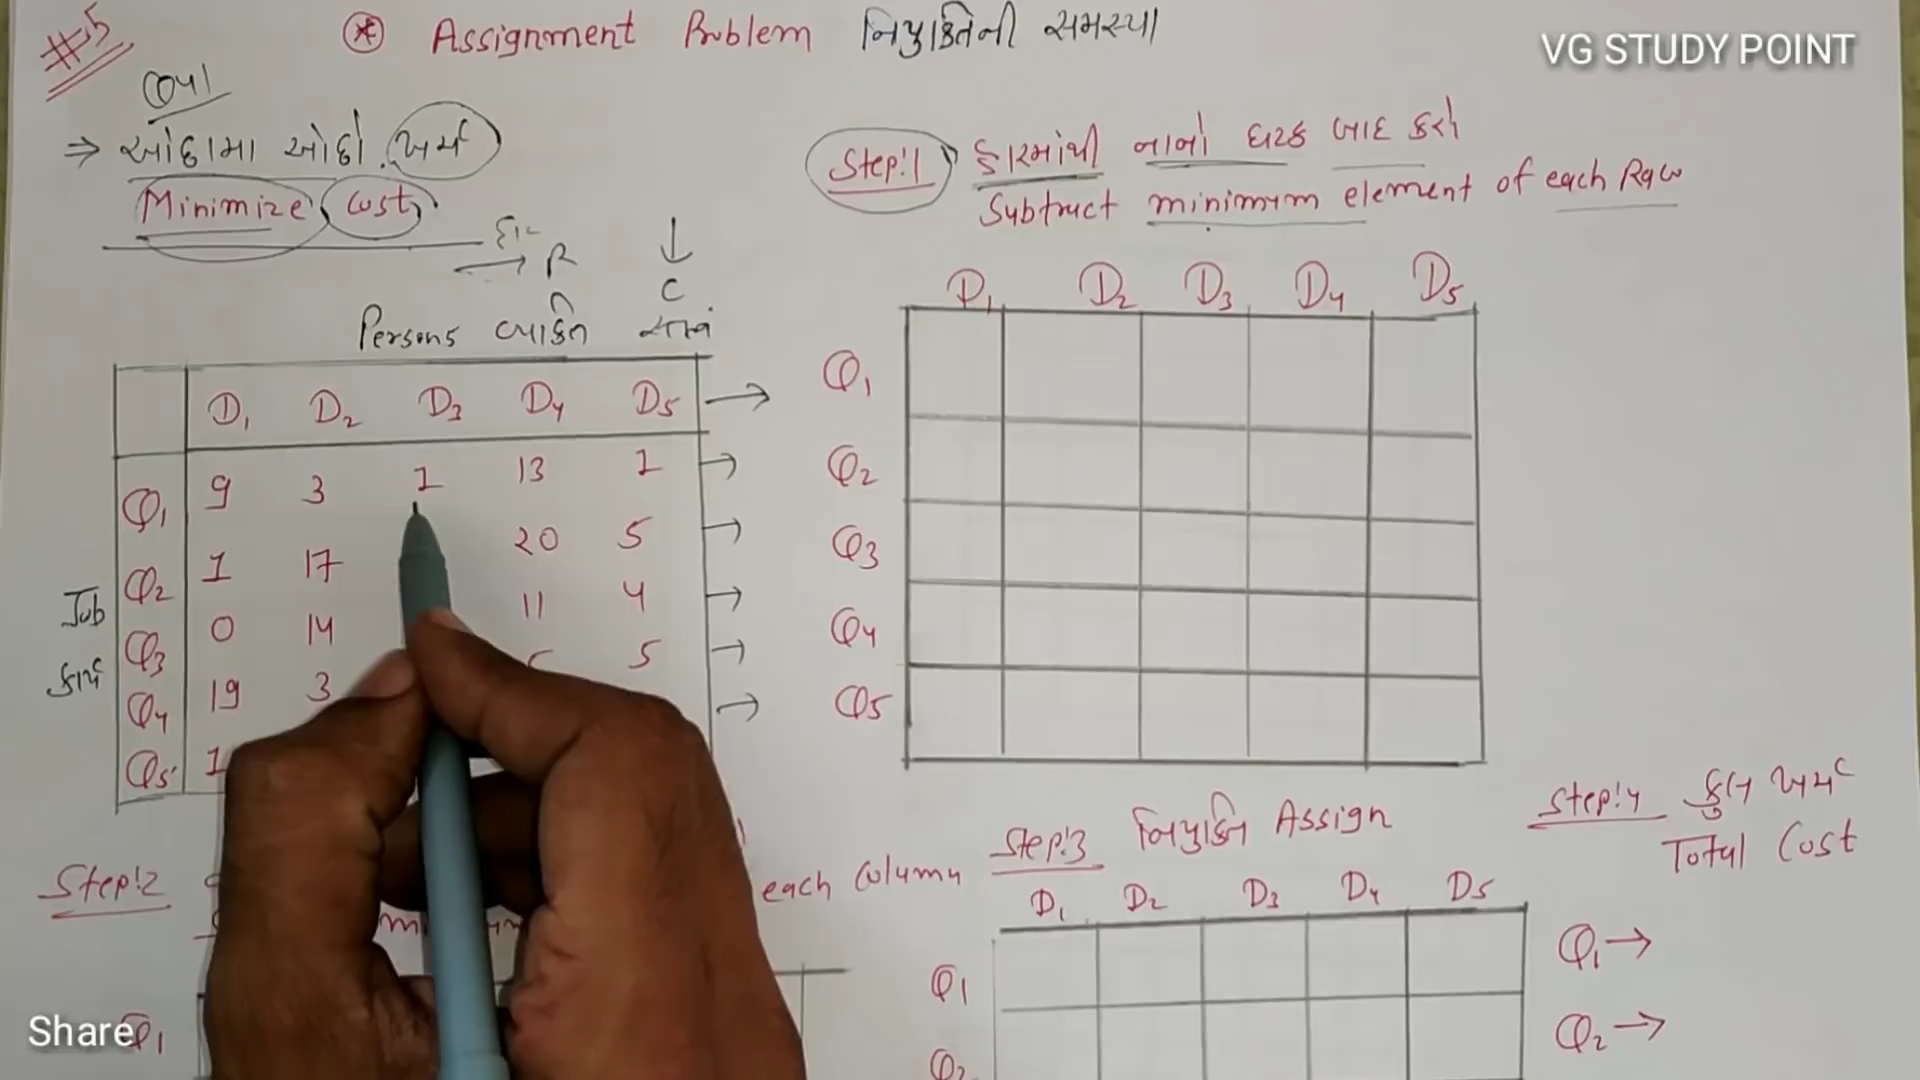 #5
* Assignment Problem નિયુક્તિની સમસ્યા
VG STUDY POINT
⇒ ઓછામા ઓછો ખર્ચ
Minimize Cost
Step:1 હારમાંથી નાનો ઘટક બાદ કરો
Subtruct minimum element of each Raw
→ R
↓
C
Persons વ્યક્તિ
D1 D2 D3 D4 D5 →
Q1 9 3 1 13 1 →
Q2 1 17 20 5 →
Q3 0 14 11 4 →
Q4 19 3 5 →
Q5 1 →
Job
કાર્ય
D1 D2 D3 D4 D5
Q1
Q2
Q3
Q4
Q5
Step:2
each Column
Step:3 નિયુક્તિ Assign
D1 D2 D3 D4 D5
Q1
Q2
Step:4 કુલ ખર્ચ
Total Cost
Q1 →
Q2 →
Share
Q1